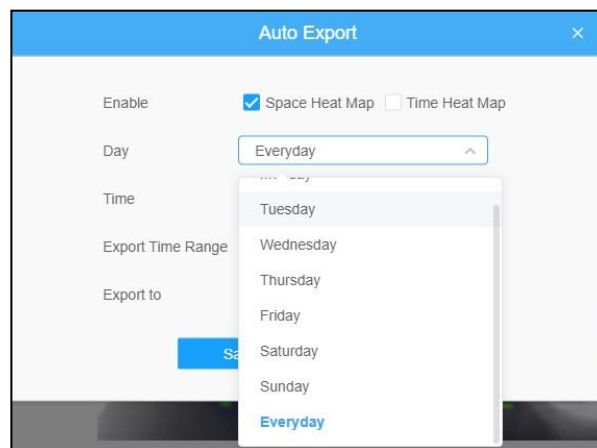 Auto Export
Enable Space Heat Map Time Heat Map
Day Everyday
Time
Tuesday
Wednesday
Export Time Range
Thursday
Export to
Friday
Saturday
Sunday
Everyday